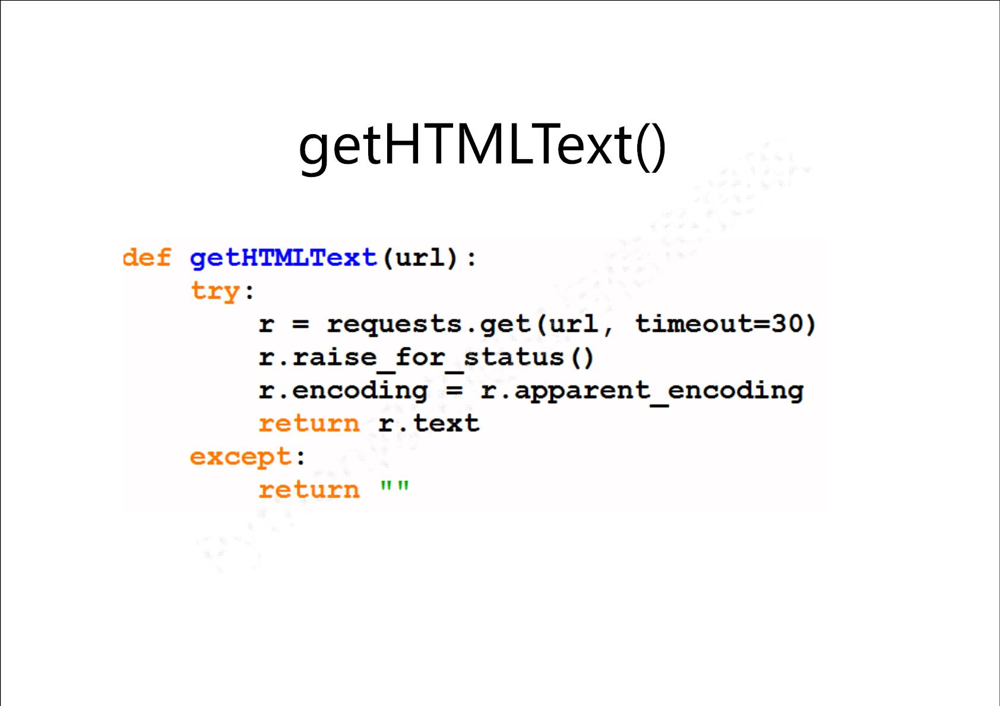 getHTMLText()
def getHTMLText(url):
    try:
        r = requests.get(url, timeout=30)
        r.raise_for_status()
        r.encoding = r.apparent_encoding
        return r.text
    except:
        return ""